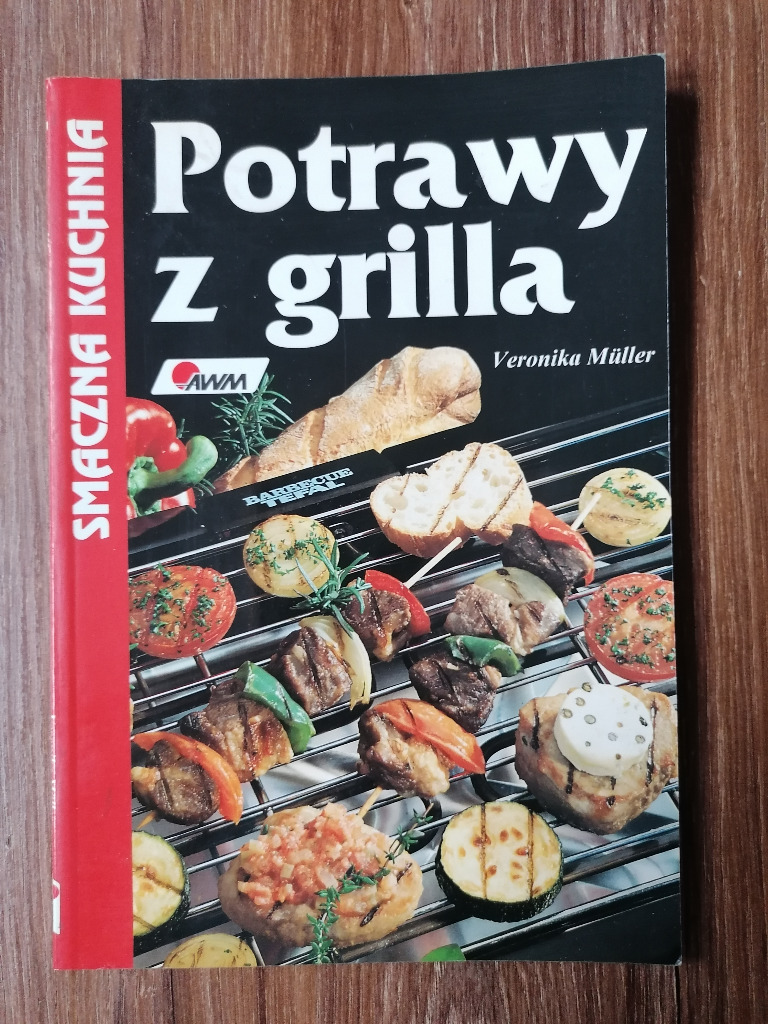 SMACZNA KUCHNIA
Potrawy
z grilla
Veronika Müller
AWM
BARBECUE
TEFAL